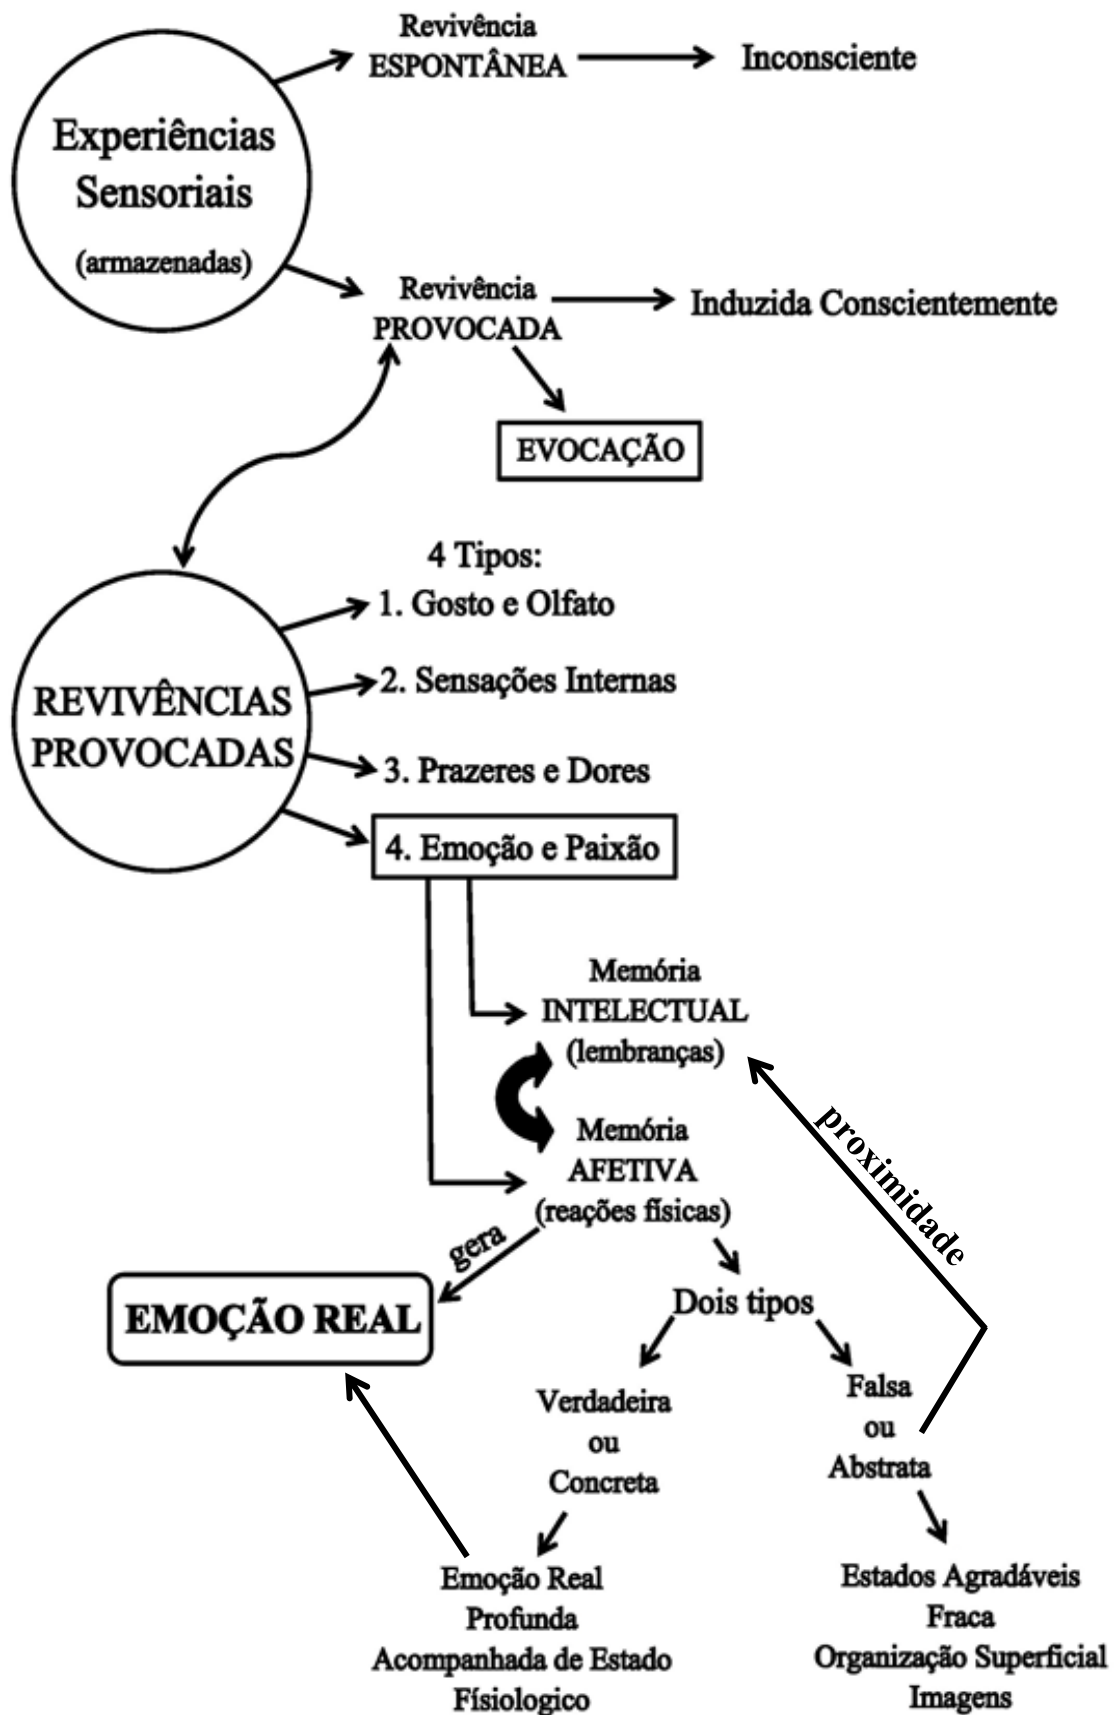 Revivência
ESPONTÂNEA
Inconsciente
Experiências
Sensoriais
(armazenadas)
Revivência
PROVOCADA
Induzida Conscientemente
EVOCAÇÃO
4 Tipos:
1. Gosto e Olfato
2. Sensações Internas
REVIVÊNCIAS
PROVOCADAS
3. Prazeres e Dores
4. Emoção e Paixão
Memória
INTELECTUAL
(lembranças)
proximidade
Memória
AFETIVA
(reações físicas)
gera
EMOÇÃO REAL
Dois tipos
Verdadeira
ou
Concreta
Falsa
ou
Abstrata
Emoção Real
Profunda
Acompanhada de Estado
Físiologico
Estados Agradáveis
Fraca
Organização Superficial
Imagens